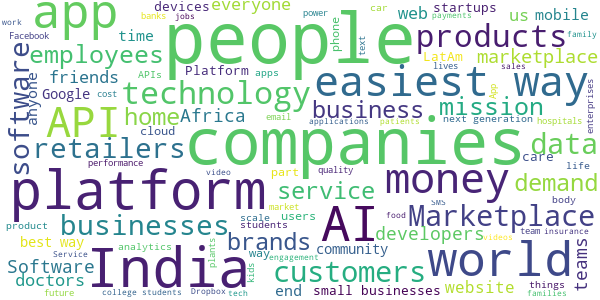 banks jobs devices everyone power car startups payments
work
app people web us mobile family
Facebook phone text products
employees time LatAm marketplace
APIs Platform apps lives sales App
software anyone friends technology easiest way
Google cost cloud email business mission enterprises
API home Africa applications patients next generation hospitals
retailers companies data
performance video quality part care life
platform service money demand
market food SMS body
product scale users AI Marketplace
businesses students developers team insurance
best way analytics brands community way videos world teams
Software Service India plants kids engagement customers website things
doctors
future college students Dropbox tech end small businesses families